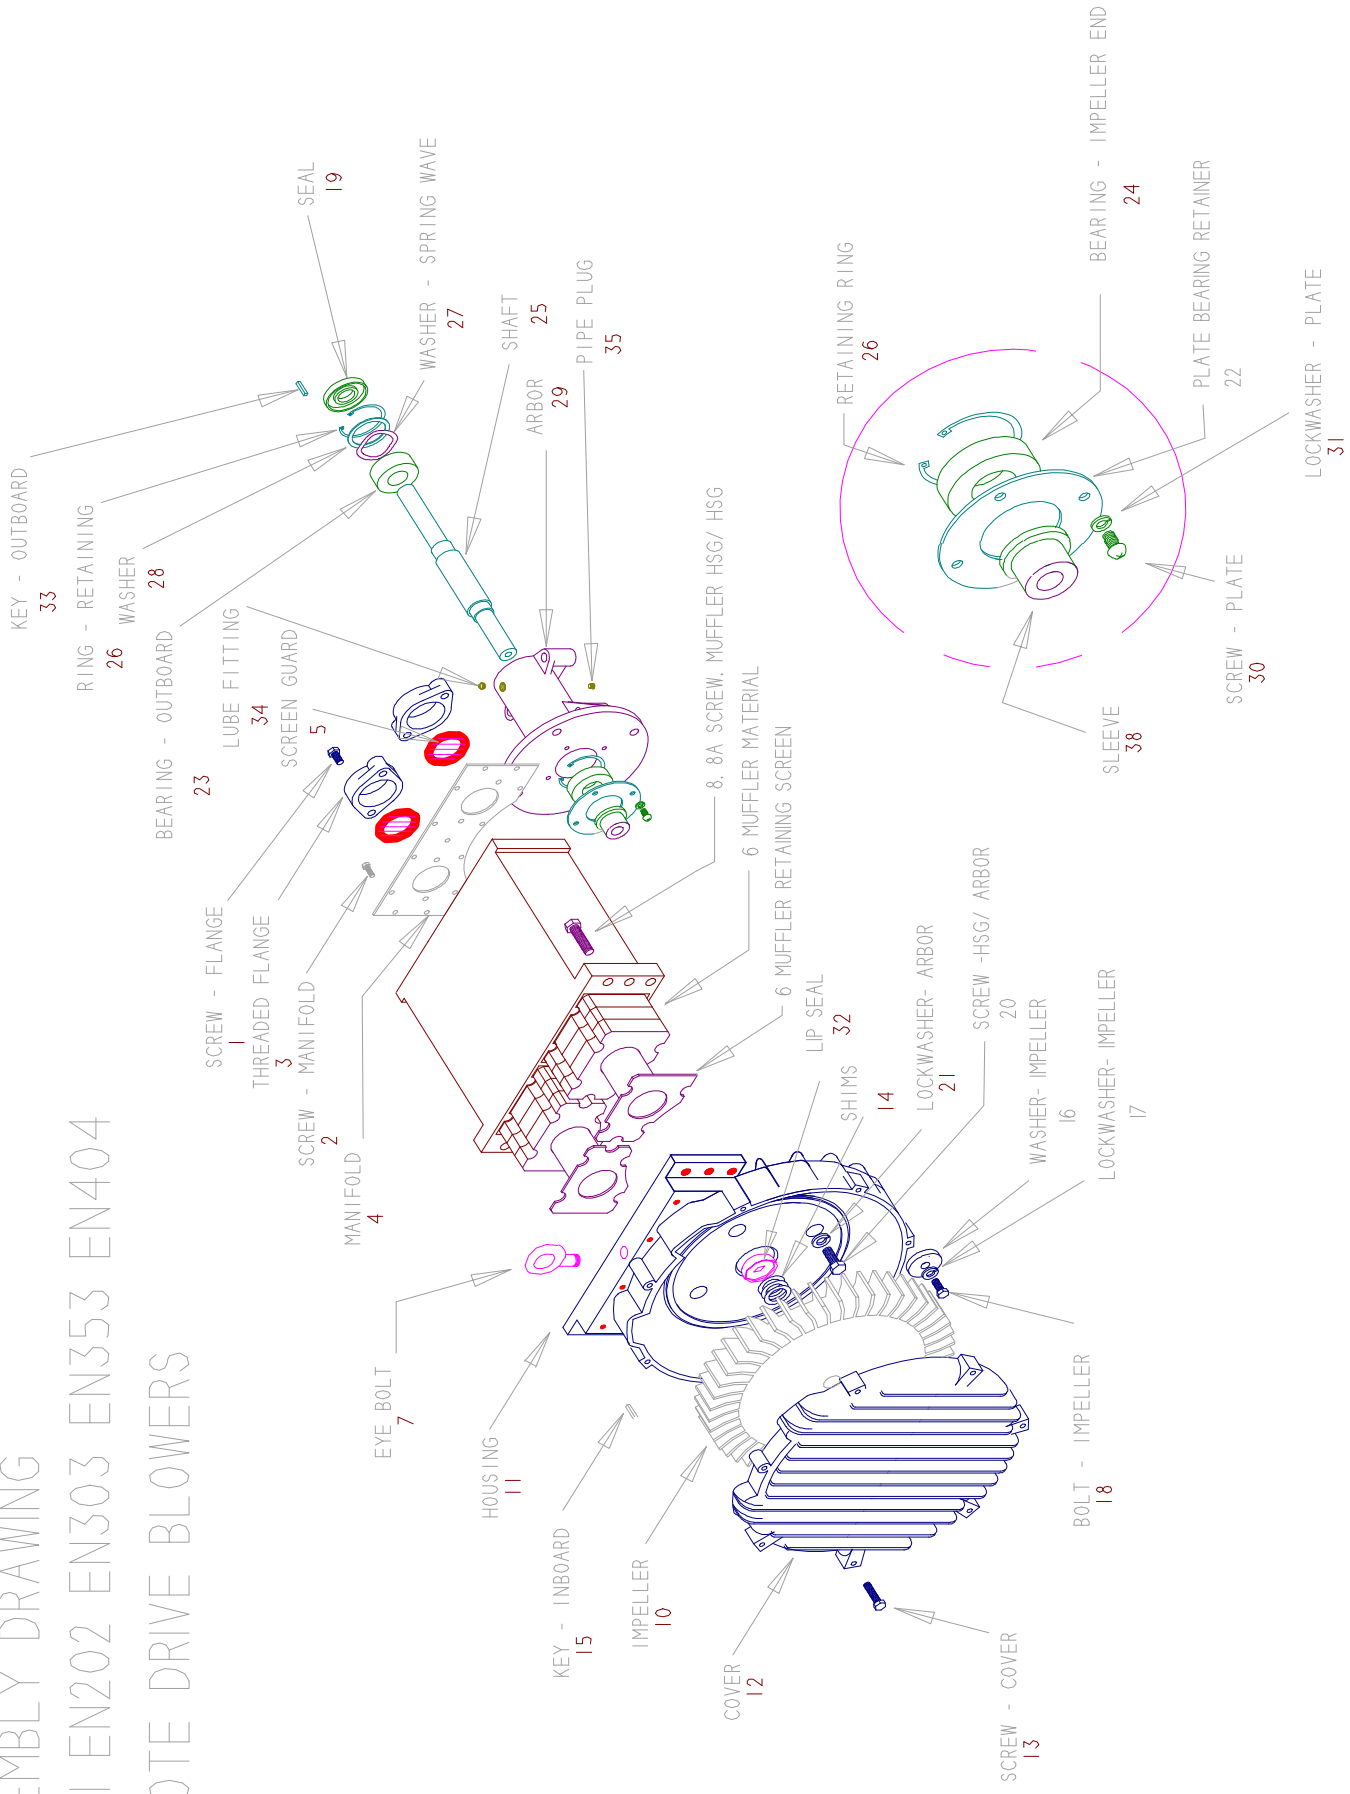 EMBLY DRAWING
EN202 EN303 EN353 EN404
OTE DRIVE BLOWERS
KEY - OUTBOARD
33
RING - RETAINING
26
WASHER
28
BEARING - OUTBOARD
23
LUBE FITTING
34
SCREEN GUARD
5
SEAL
19
WASHER - SPRING WAVE
27
SHAFT
25
ARBOR
29
PIPE PLUG
35
SCREW - FLANGE
1
THREADED FLANGE
3
SCREW - MANIFOLD
2
MANIFOLD
4
EYE BOLT
7
HOUSING
11
KEY - INBOARD
15
IMPELLER
10
COVER
12
SCREW - COVER
13
8, 8A SCREW, MUFFLER HSG/ HSG
6 MUFFLER MATERIAL
6 MUFFLER RETAINING SCREEN
LIP SEAL
32
SHIMS
14
LOCKWASHER- ARBOR
21
SCREW -HSG/ ARBOR
20
WASHER- IMPELLER
16
LOCKWASHER- IMPELLER
17
BOLT - IMPELLER
18
RETAINING RING
26
BEARING - IMPELLER END
24
PLATE BEARING RETAINER
22
LOCKWASHER - PLATE
31
SCREW - PLATE
30
SLEEVE
38